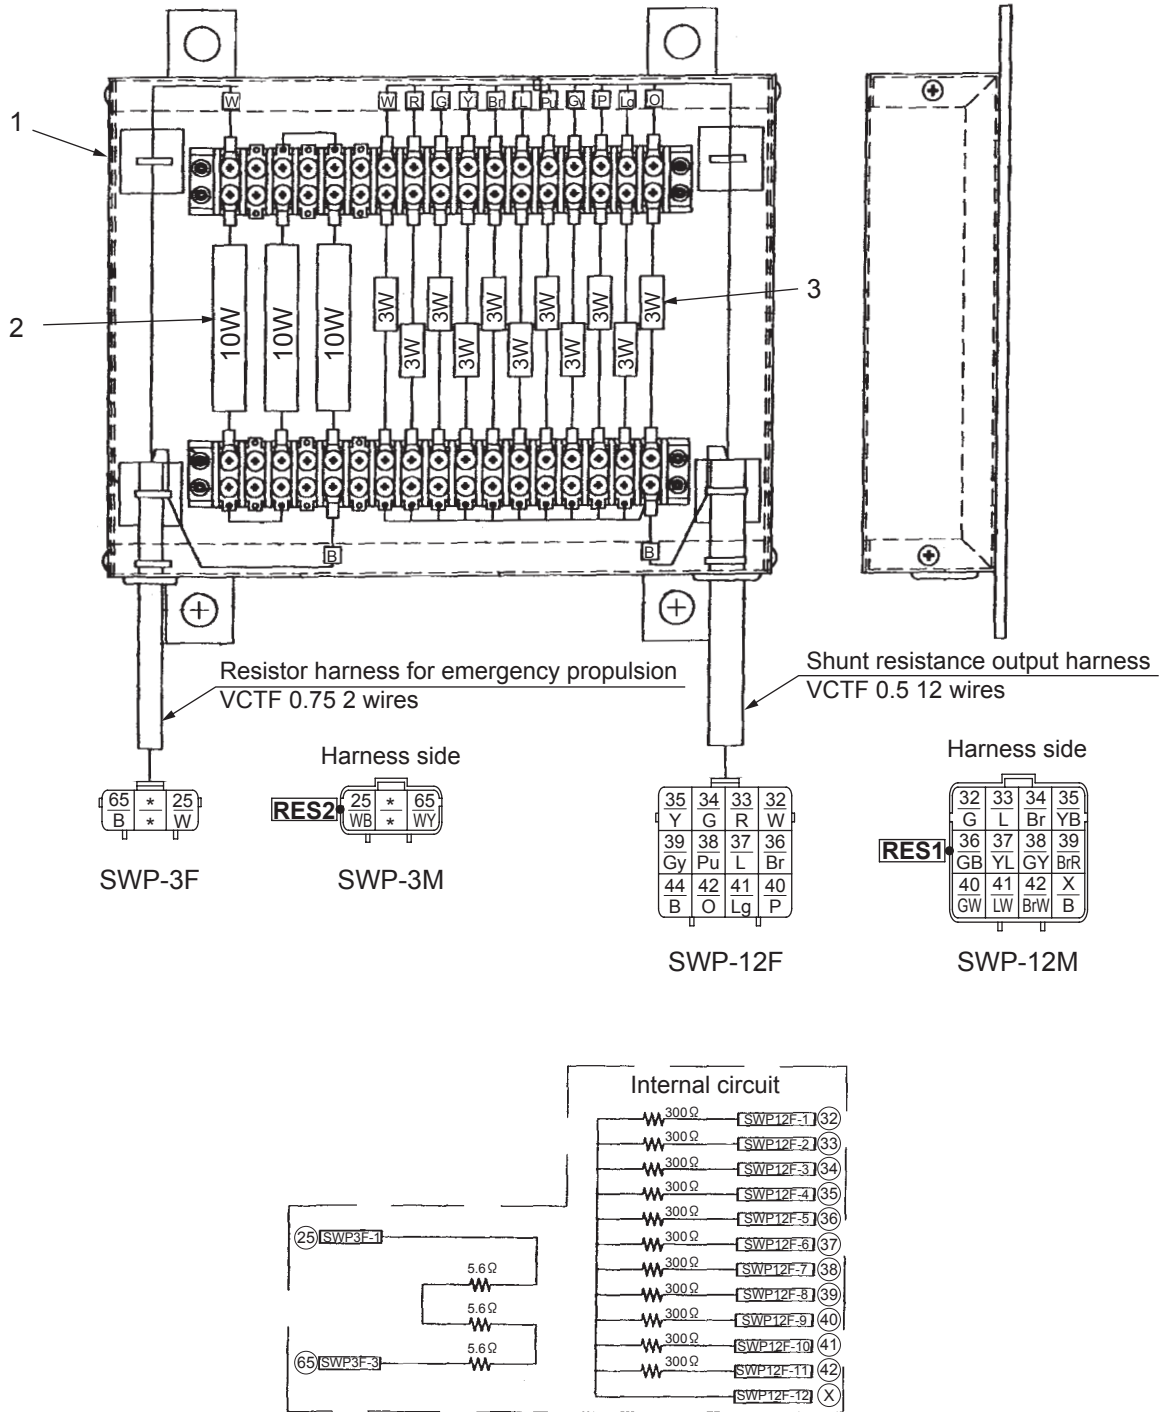 W W R G Y Br L Pu Gy P Lg O
1
2
3
10W 10W 10W 3W 3W 3W 3W 3W 3W
3W 3W 3W 3W 3W
B B
Resistor harness for emergency propulsion
VCTF 0.75 2 wires
Shunt resistance output harness
VCTF 0.5 12 wires
Harness side
Harness side
65 * 25
B * W
SWP-3F
RES2
25 * 65
WB * WY
SWP-3M
35 34 33 32
Y G R W
39 38 37 36
Gy Pu L Br
44 42 41 40
B O Lg P
SWP-12F
RES1
32 33 34 35
G L Br YB
36 37 38 39
GB YL GY BrR
40 41 42 X
GW LW BrW B
SWP-12M
Internal circuit
300Ω SWP12F-1 32
300Ω SWP12F-2 33
300Ω SWP12F-3 34
300Ω SWP12F-4 35
300Ω SWP12F-5 36
300Ω SWP12F-6 37
300Ω SWP12F-7 38
300Ω SWP12F-8 39
300Ω SWP12F-9 40
300Ω SWP12F-10 41
300Ω SWP12F-11 42
SWP12F-12 X
25 SWP3F-1
5.6Ω
5.6Ω
5.6Ω
65 SWP3F-3